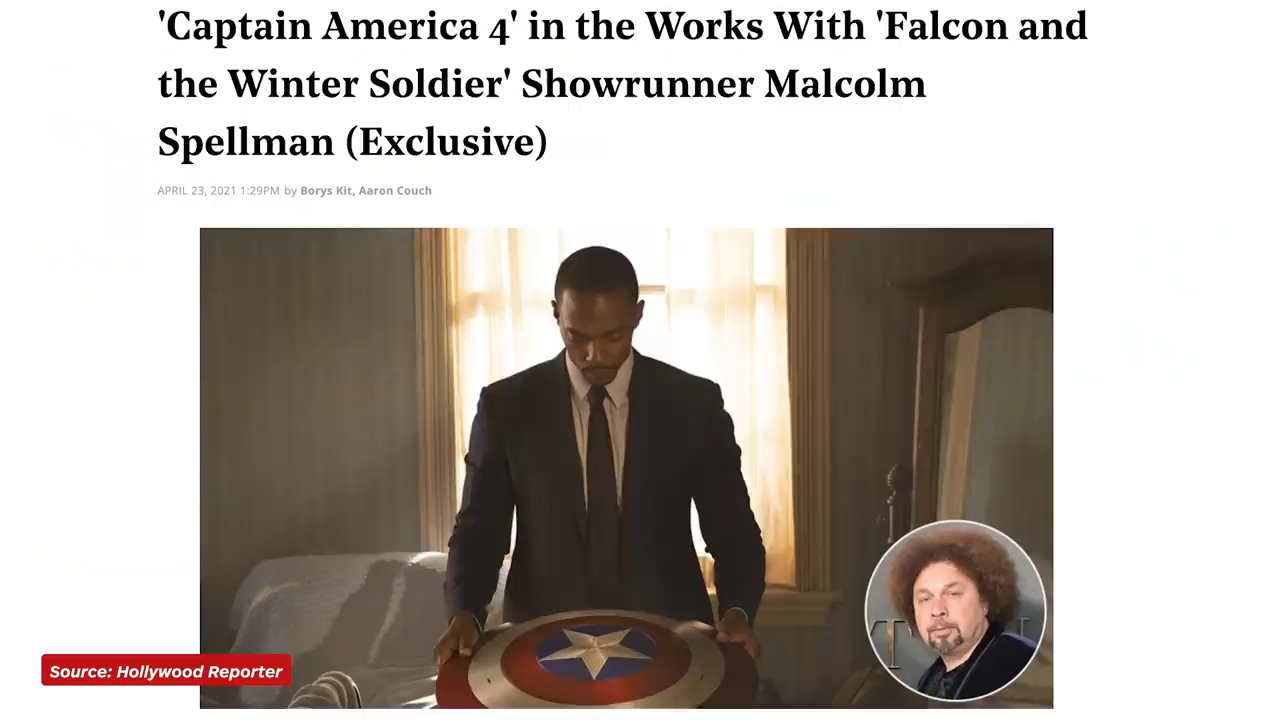 'Captain America 4' in the Works With 'Falcon and
the Winter Soldier' Showrunner Malcolm
Spellman (Exclusive)
APRIL 23, 2021 1:29PM by Borys Kit, Aaron Couch
Source: Hollywood Reporter